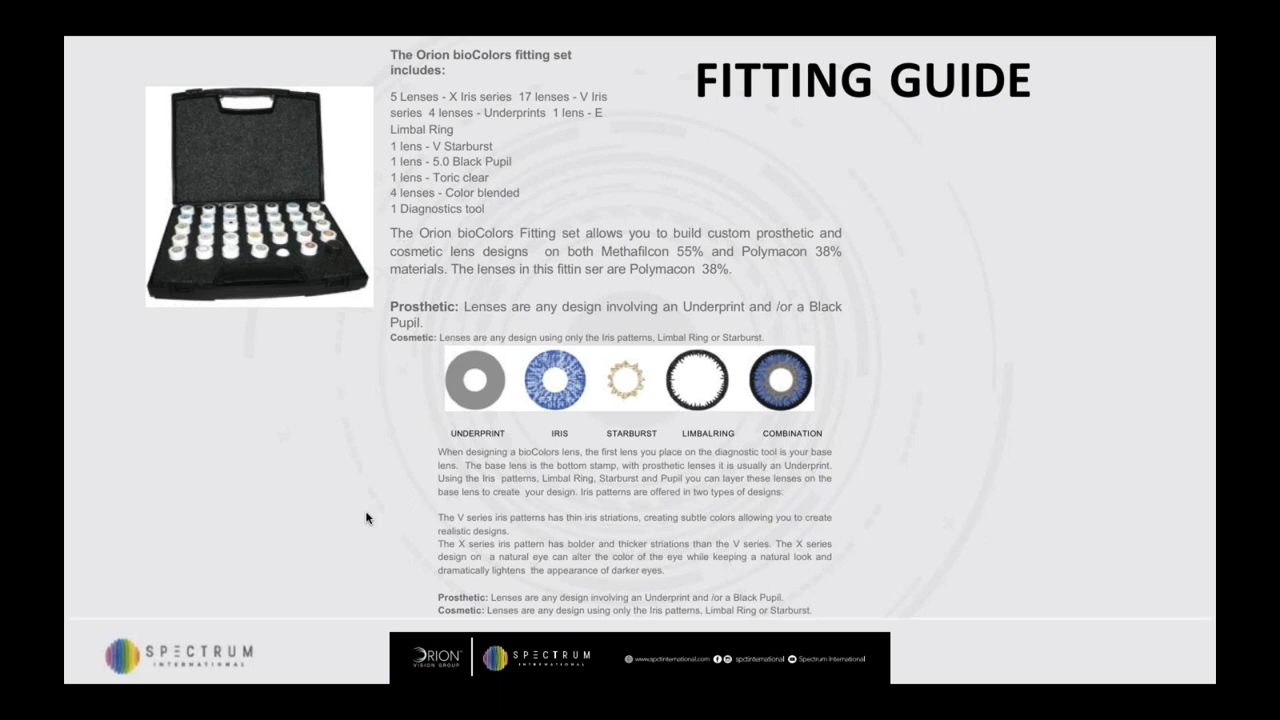 The Orion bioColors fitting set
includes:
FITTING GUIDE
5 Lenses - X Iris series 17 lenses - V Iris
series 4 lenses - Underprints 1 lens - E
Limbal Ring
1 lens - V Starburst
1 lens - 5.0 Black Pupil
1 lens - Toric clear
4 lenses - Color blended
1 Diagnostics tool
The Orion bioColors Fitting set allows you to build custom prosthetic and
cosmetic lens designs on both Methafilcon 55% and Polymacon 38%
materials. The lenses in this fittin ser are Polymacon 38%.
Prosthetic: Lenses are any design involving an Underprint and /or a Black
Pupil.
Cosmetic: Lenses are any design using only the Iris patterns, Limbal Ring or Starburst.
UNDERPRINT IRIS STARBURST LIMBALRING COMBINATION
When designing a bioColors lens, the first lens you place on the diagnostic tool is your base
lens. The base lens is the bottom stamp, with prosthetic lenses it is usually an Underprint.
Using the Iris patterns, Limbal Ring, Starburst and Pupil you can layer these lenses on the
base lens to create your design. Iris patterns are offered in two types of designs:
The V series iris patterns has thin iris striations, creating subtle colors allowing you to create
realistic designs.
The X series iris pattern has bolder and thicker striations than the V series. The X series
design on a natural eye can alter the color of the eye while keeping a natural look and
dramatically lightens the appearance of darker eyes.
Prosthetic: Lenses are any design involving an Underprint and /or a Black Pupil.
Cosmetic: Lenses are any design using only the Iris patterns, Limbal Ring or Starburst.
SPECTRUM
INTERNATIONAL
ORION
VISION GROUP
SPECTRUM
INTERNATIONAL
www.spctinternational.com spctinternational Spectrum International